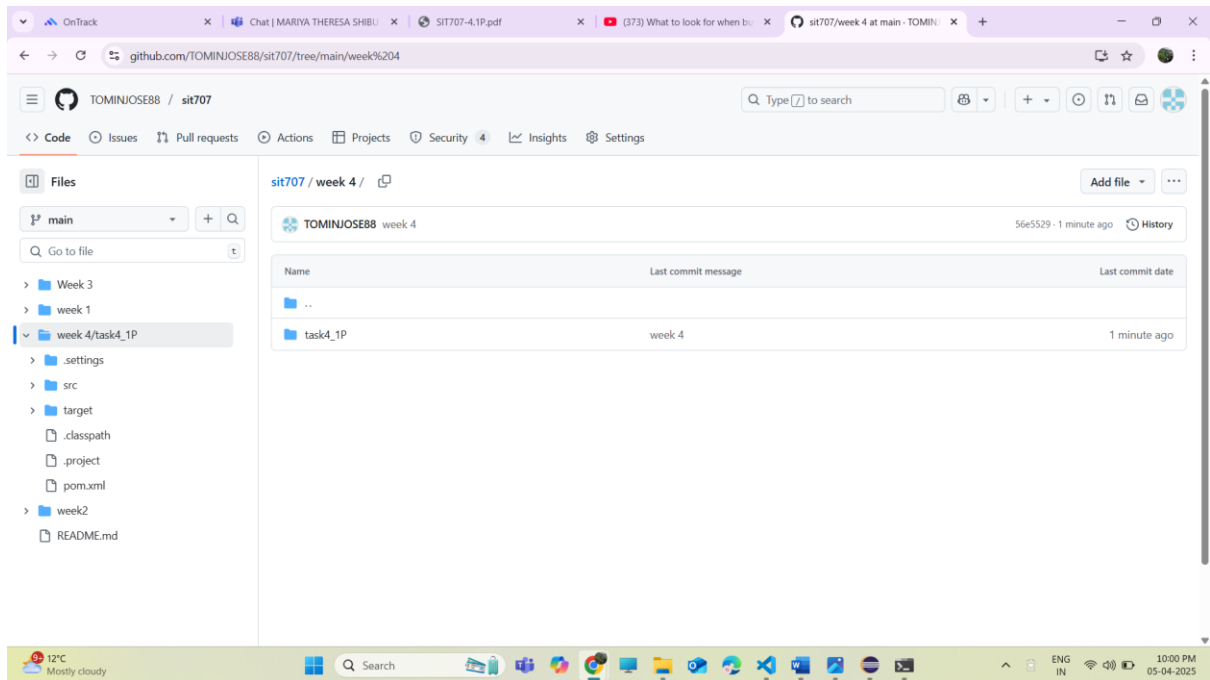 OnTrack
Chat | MARIYA THERESA SHIBU
SIT707-4.1P.pdf
(373) What to look for when bu
sit707/week 4 at main · TOMINJ
github.com/TOMINJOSE88/sit707/tree/main/week%204
TOMINJOSE88 / sit707
Type / to search
Code
Issues
Pull requests
Actions
Projects
Security 4
Insights
Settings
Files
main
Go to file
t
Week 3
week 1
week 4/task4_1P
.settings
src
target
.classpath
.project
pom.xml
week2
README.md
sit707 / week 4 /
Add file
TOMINJOSE88 week 4
56e5529 · 1 minute ago
History
Name Last commit message Last commit date
..
task4_1P week 4 1 minute ago
9+
12°C
Mostly cloudy
Search
ENG
IN
10:00 PM
05-04-2025